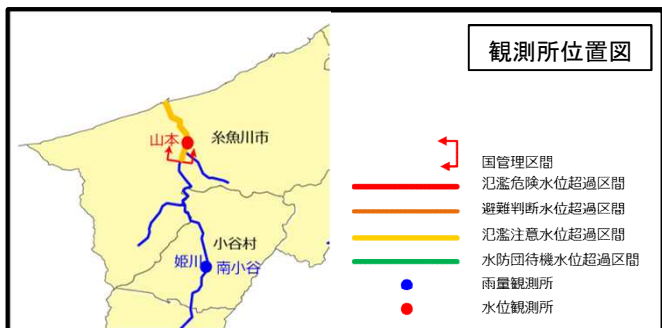 観測所位置図
山本
糸魚川市
小谷村
姫川
南小谷
国管理区間
氾濫危険水位超過区間
避難判断水位超過区間
氾濫注意水位超過区間
水防団待機水位超過区間
雨量観測所
水位観測所